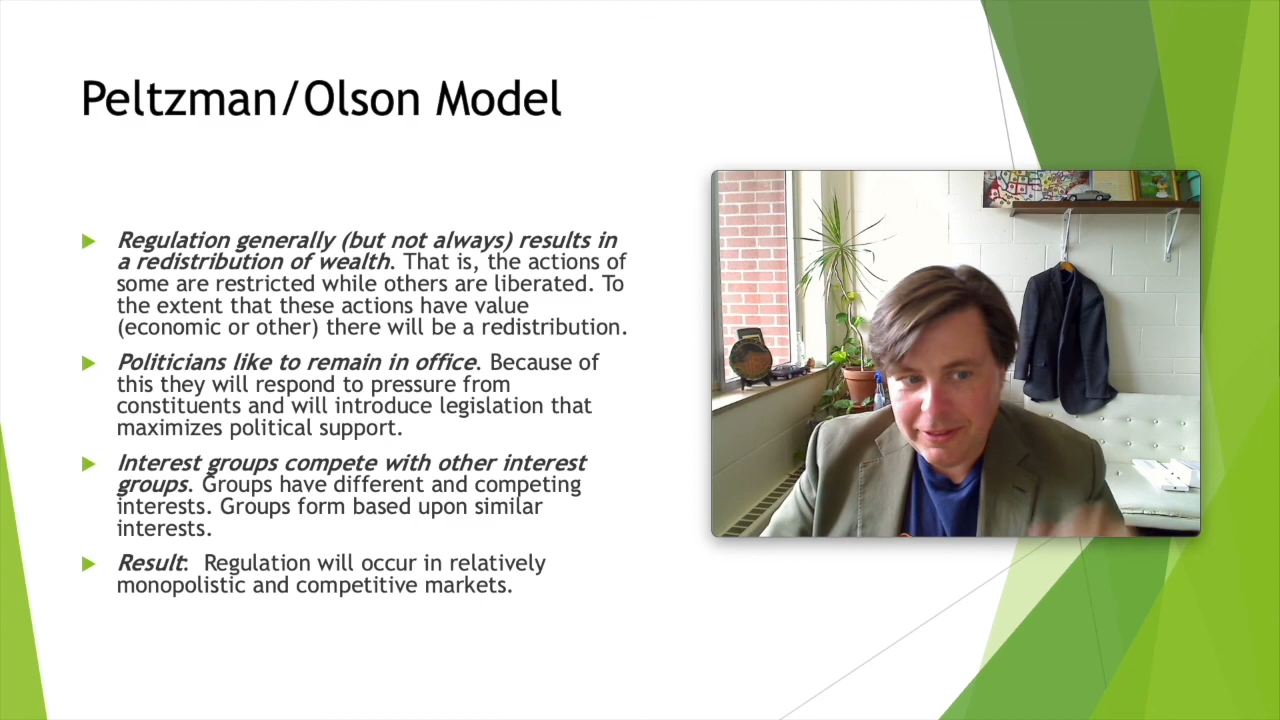 Peltzman/Olson Model
Regulation generally (but not always) results in
a redistribution of wealth. That is, the actions of
some are restricted while others are liberated. To
the extent that these actions have value
(economic or other) there will be a redistribution.
Politicians like to remain in office. Because of
this they will respond to pressure from
constituents and will introduce legislation that
maximizes political support.
Interest groups compete with other interest
groups. Groups have different and competing
interests. Groups form based upon similar
interests.
Result:  Regulation will occur in relatively
monopolistic and competitive markets.